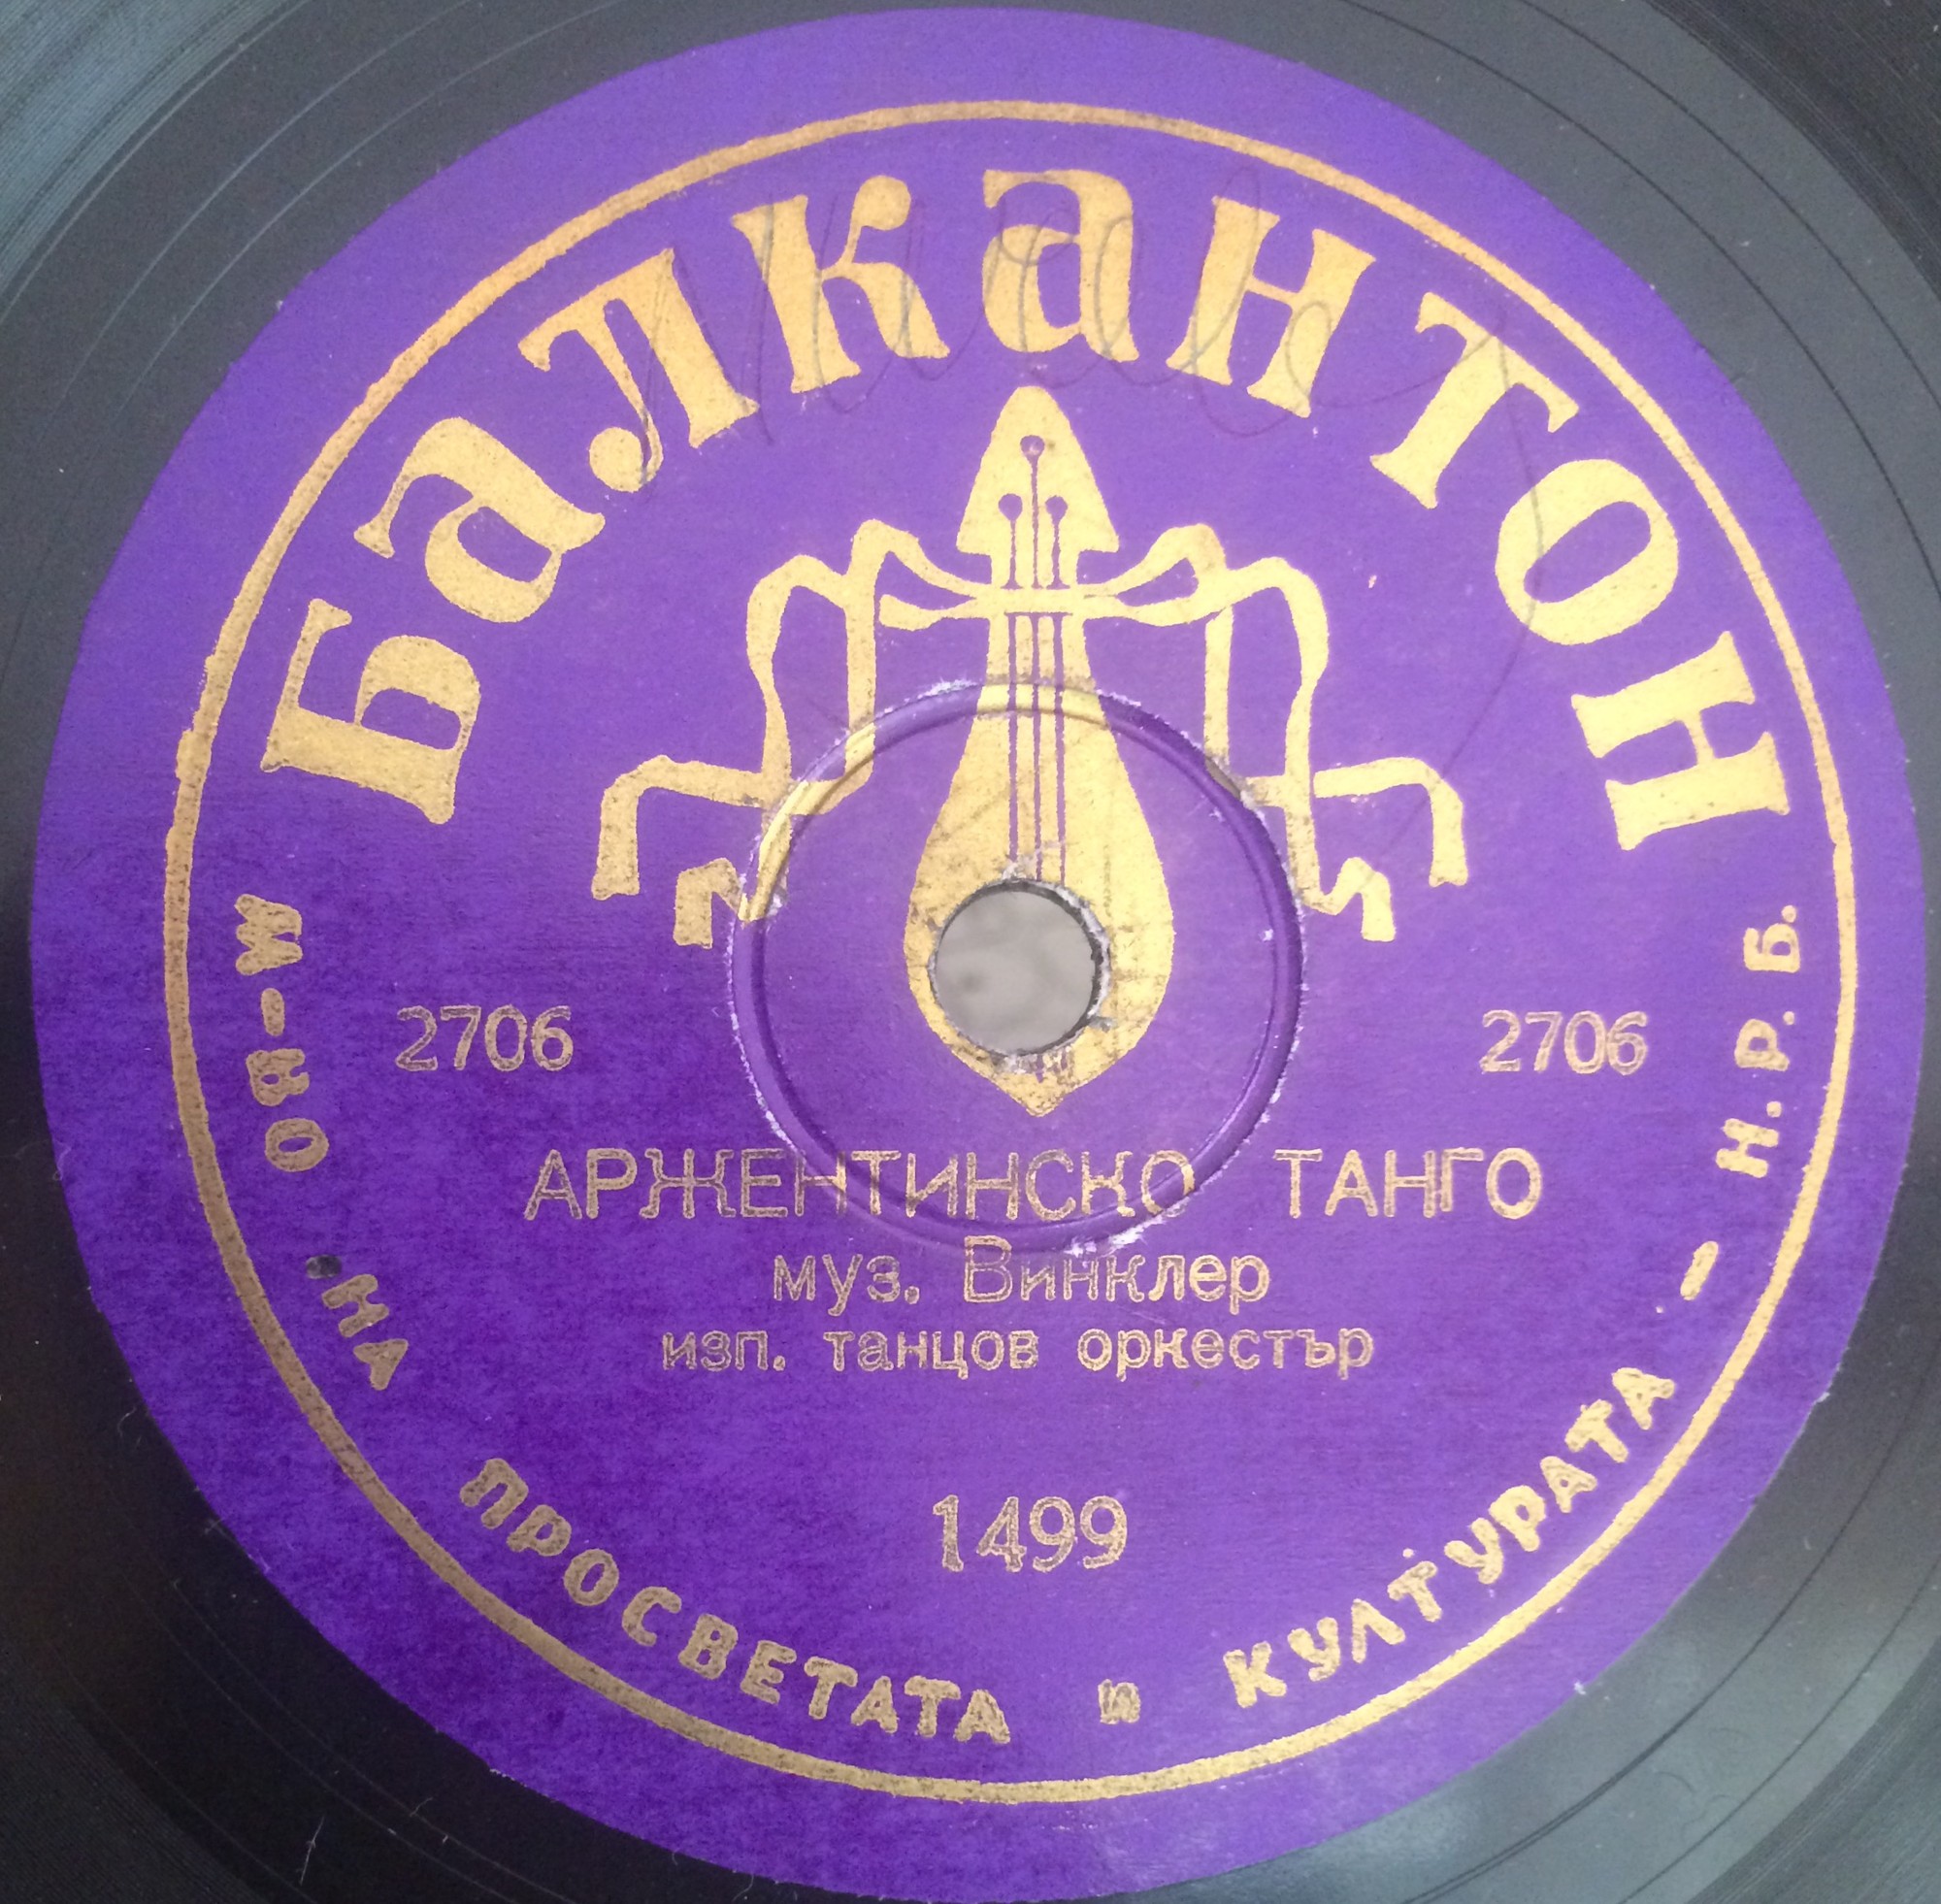 Балкантон
2706 2706
АРЖЕНТИНСКО ТАНГО
муз. Винклер
изп. танцов оркестър
1499
М-ВО НА ПРОСВЕТАТА и КУЛТУРАТА – Н.Р.Б.